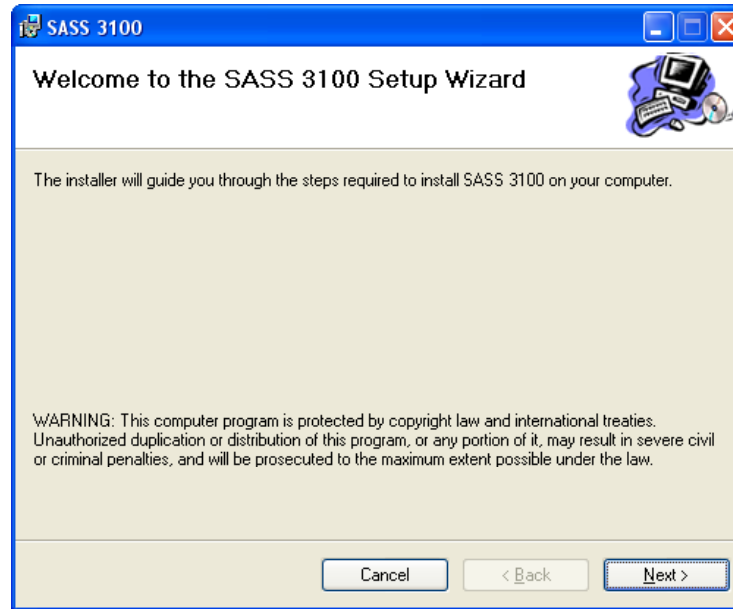 SASS 3100
Welcome to the SASS 3100 Setup Wizard
The installer will guide you through the steps required to install SASS 3100 on your computer.
WARNING: This computer program is protected by copyright law and international treaties.
Unauthorized duplication or distribution of this program, or any portion of it, may result in severe civil
or criminal penalties, and will be prosecuted to the maximum extent possible under the law.
Cancel < Back Next >